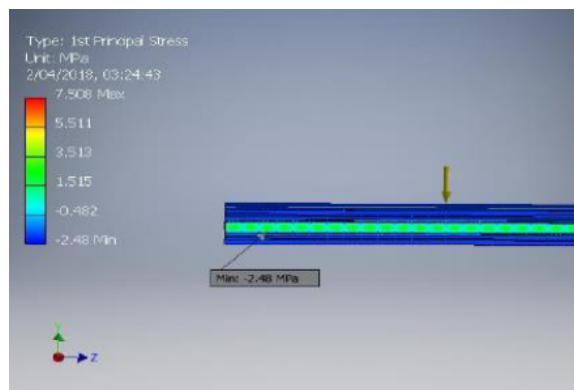 Type: 1st Principal Stress
Unit: MPa
2/04/2018, 03:24:43
7.508 Max
5.511
3.513
1.515
-0.482
-2.48 Min
Min: -2.48 MPa
Y
Z